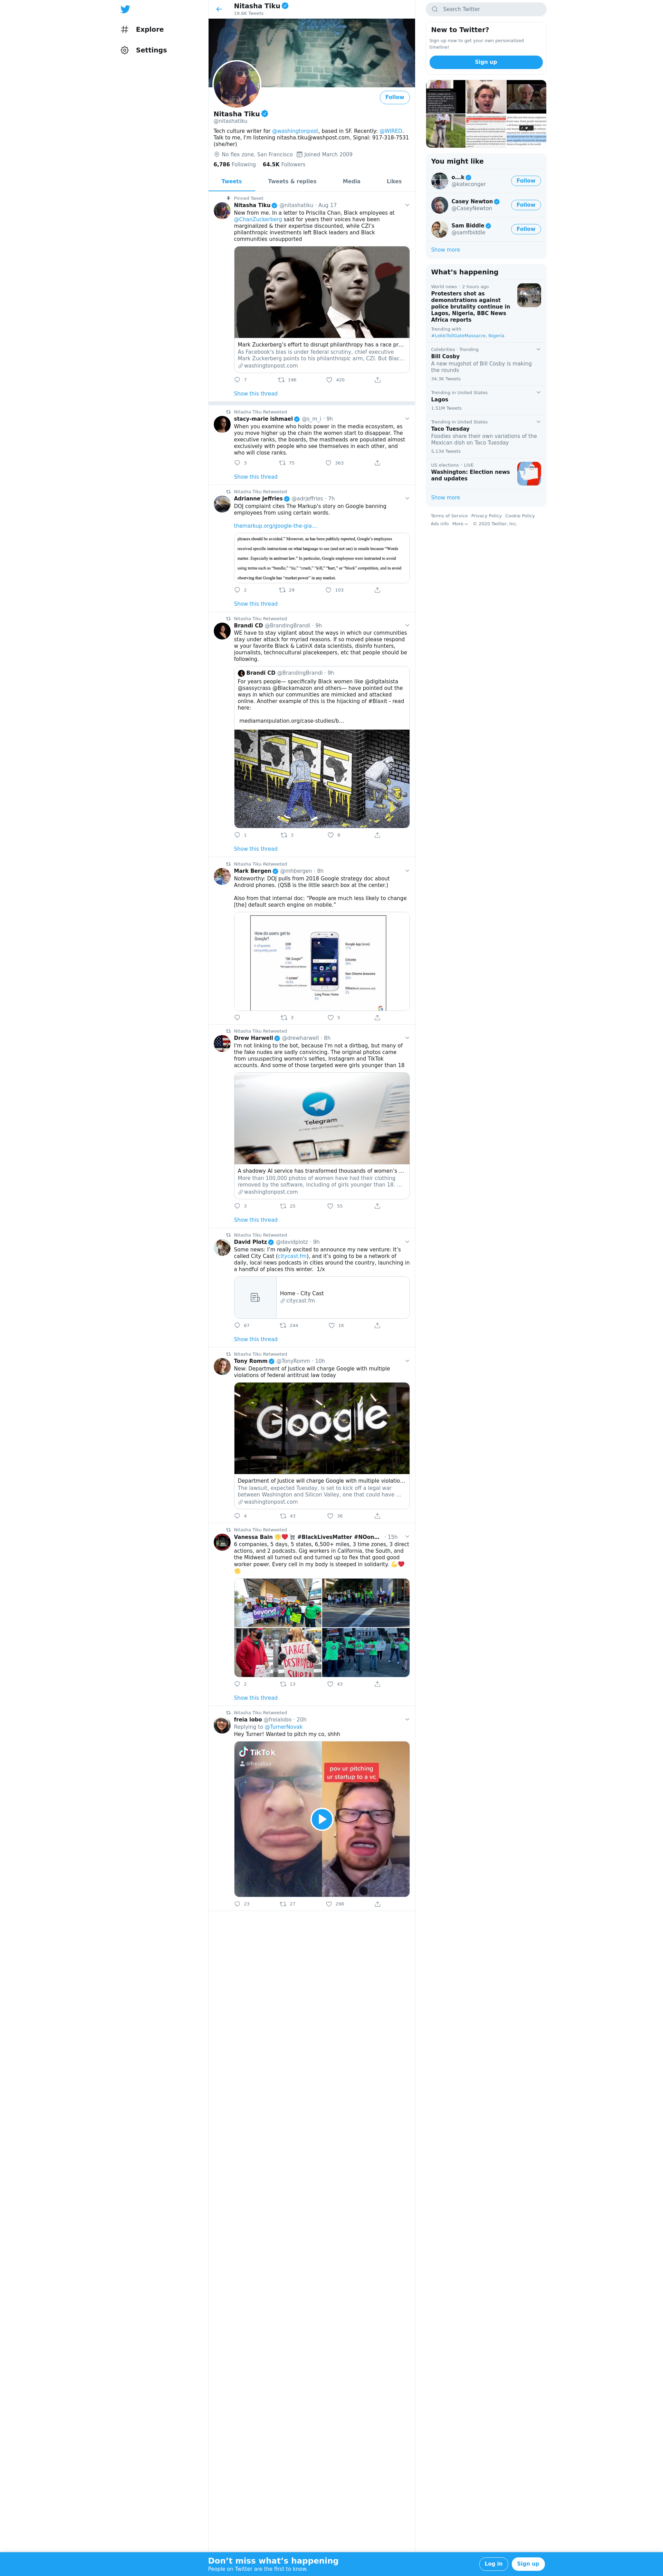 Explore
Settings
Nitasha Tiku
19.6K Tweets
Follow
Nitasha Tiku
@nitashatiku
Tech culture writer for @washingtonpost, based in SF. Recently: @WIRED.
Talk to me, I'm listening nitasha.tiku@washpost.com, Signal: 917-318-7531
(she/her)
No flex zone, San Francisco Joined March 2009
6,786 Following 64.5K Followers
Tweets Tweets & replies Media Likes
Pinned Tweet
Nitasha Tiku @nitashatiku · Aug 17
New from me. In a letter to Priscilla Chan, Black employees at
@ChanZuckerberg said for years their voices have been
marginalized & their expertise discounted, while CZI's
philanthropic investments left Black leaders and Black
communities unsupported
Mark Zuckerberg's effort to disrupt philanthropy has a race pr...
As Facebook's bias is under federal scrutiny, chief executive
Mark Zuckerberg points to his philanthropic arm, CZI. But Blac...
washingtonpost.com
7 198 420
Show this thread
Nitasha Tiku Retweeted
stacy-marie ishmael @s_m_i · 9h
When you examine who holds power in the media ecosystem, as
you move higher up the chain the women start to disappear. The
executive ranks, the boards, the mastheads are populated almost
exclusively with people who see themselves in each other, and
who will close ranks.
3 75 363
Show this thread
Nitasha Tiku Retweeted
Adrianne Jeffries @adrjeffries · 7h
DOJ complaint cites The Markup's story on Google banning
employees from using certain words.
themarkup.org/google-the-gia...
phrases should be avoided." Moreover, as has been publicly reported, Google's employees
received specific instructions on what language to use (and not use) in emails because "Words
matter. Especially in antitrust law." In particular, Google employees were instructed to avoid
using terms such as "bundle," "tie," "crush," "kill," "hurt," or "block" competition, and to avoid
observing that Google has "market power" in any market.
2 29 103
Show this thread
Nitasha Tiku Retweeted
Brandi CD @BrandingBrandi · 9h
WE have to stay vigilant about the ways in which our communities
stay under attack for myriad reasons. If so moved please respond
w your favorite Black & LatinX data scientists, disinfo hunters,
journalists, technocultural placekeepers, etc that people should be
following.
Brandi CD @BrandingBrandi · 9h
For years people— specifically Black women like @digitalsista
@sassycrass @Blackamazon and others— have pointed out the
ways in which our communities are mimicked and attacked
online. Another example of this is the hijacking of #Blaxit - read
here:
mediamanipulation.org/case-studies/b...
1 3 9
Show this thread
Nitasha Tiku Retweeted
Mark Bergen @mhbergen · 8h
Noteworthy: DOJ pulls from 2018 Google strategy doc about
Android phones. (QSB is the little search box at the center.)
Also from that internal doc: "People are much less likely to change
[the] default search engine on mobile."
How do users get to
Google?
3 5
Nitasha Tiku Retweeted
Drew Harwell @drewharwell · 8h
I'm not linking to the bot, because I'm not a dirtbag, but many of
the fake nudes are sadly convincing. The original photos came
from unsuspecting women's selfies, Instagram and TikTok
accounts. And some of those targeted were girls younger than 18
Telegram
A shadowy AI service has transformed thousands of women's ...
More than 100,000 photos of women have had their clothing
removed by the software, including of girls younger than 18. ...
washingtonpost.com
3 25 55
Show this thread
Nitasha Tiku Retweeted
David Plotz @davidplotz · 9h
Some news: I'm really excited to announce my new venture: It's
called City Cast (citycast.fm), and it's going to be a network of
daily, local news podcasts in cities around the country, launching in
a handful of places this winter. 1/x
Home - City Cast
citycast.fm
67 244 1K
Show this thread
Nitasha Tiku Retweeted
Tony Romm @TonyRomm · 10h
New: Department of Justice will charge Google with multiple
violations of federal antitrust law today
Google
Department of Justice will charge Google with multiple violatio...
The lawsuit, expected Tuesday, is set to kick off a legal war
between Washington and Silicon Valley, one that could have ...
washingtonpost.com
4 43 36
Nitasha Tiku Retweeted
Vanessa Bain #BlackLivesMatter #NOon... · 15h
6 companies, 5 days, 5 states, 6,500+ miles, 3 time zones, 3 direct
actions, and 2 podcasts. Gig workers in California, the South, and
the Midwest all turned out and turned up to flex that good good
worker power. Every cell in my body is steeped in solidarity.
beyond
TARGET
DESTROYED
SHIPT
2 13 43
Show this thread
Nitasha Tiku Retweeted
freia lobo @freialobo · 20h
Replying to @TurnerNovak
Hey Turner! Wanted to pitch my co, shhh
TikTok
@freialobo
pov ur pitching
ur startup to a vc
23 27 298
Search Twitter
New to Twitter?
Sign up now to get your own personalized
timeline!
Sign up
You might like
o...k
@kateconger
Follow
Casey Newton
@CaseyNewton
Follow
Sam Biddle
@samfbiddle
Follow
Show more
What's happening
World news · 2 hours ago
Protesters shot as
demonstrations against
police brutality continue in
Lagos, Nigeria, BBC News
Africa reports
Trending with
#LekkiTollGateMassacre, Nigeria
Celebrities · Trending
Bill Cosby
A new mugshot of Bill Cosby is making
the rounds
34.3K Tweets
Trending in United States
Lagos
1.51M Tweets
Trending in United States
Taco Tuesday
Foodies share their own variations of the
Mexican dish on Taco Tuesday
5,134 Tweets
US elections · LIVE
Washington: Election news
and updates
Show more
Terms of Service Privacy Policy Cookie Policy
Ads info More © 2020 Twitter, Inc.
Don't miss what's happening
People on Twitter are the first to know.
Log in
Sign up